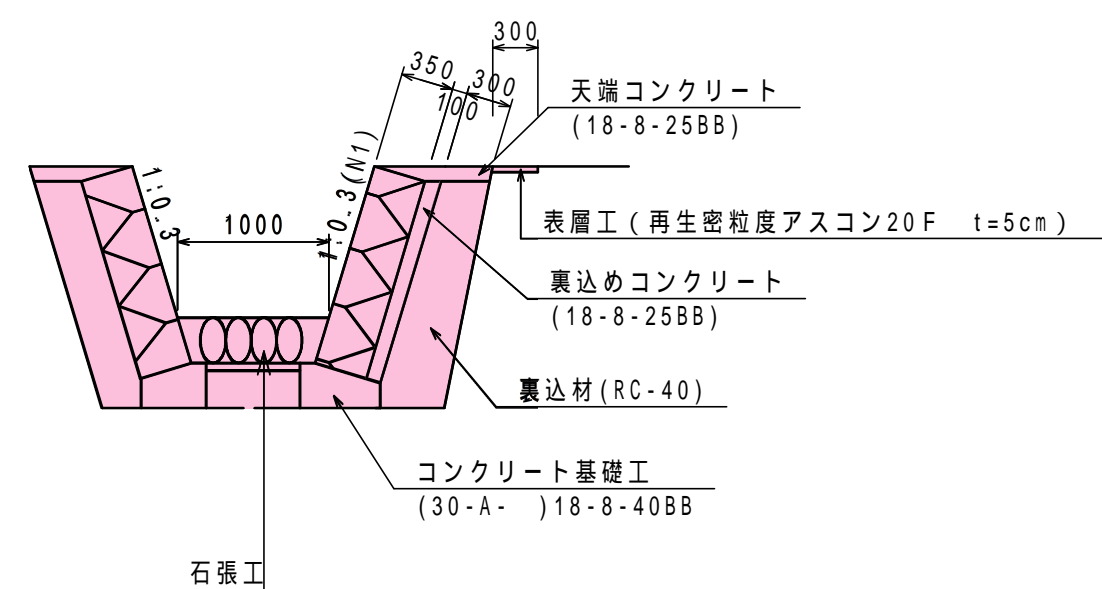 300
350
100
300
天端コンクリート
(18-8-25BB)
1:0.3
1:0.3(N1)
1000
表層工(再生密粒度アスコン20F t=5cm)
裏込めコンクリート
(18-8-25BB)
裏込材(RC-40)
コンクリート基礎工
(30-A- )18-8-40BB
石張工